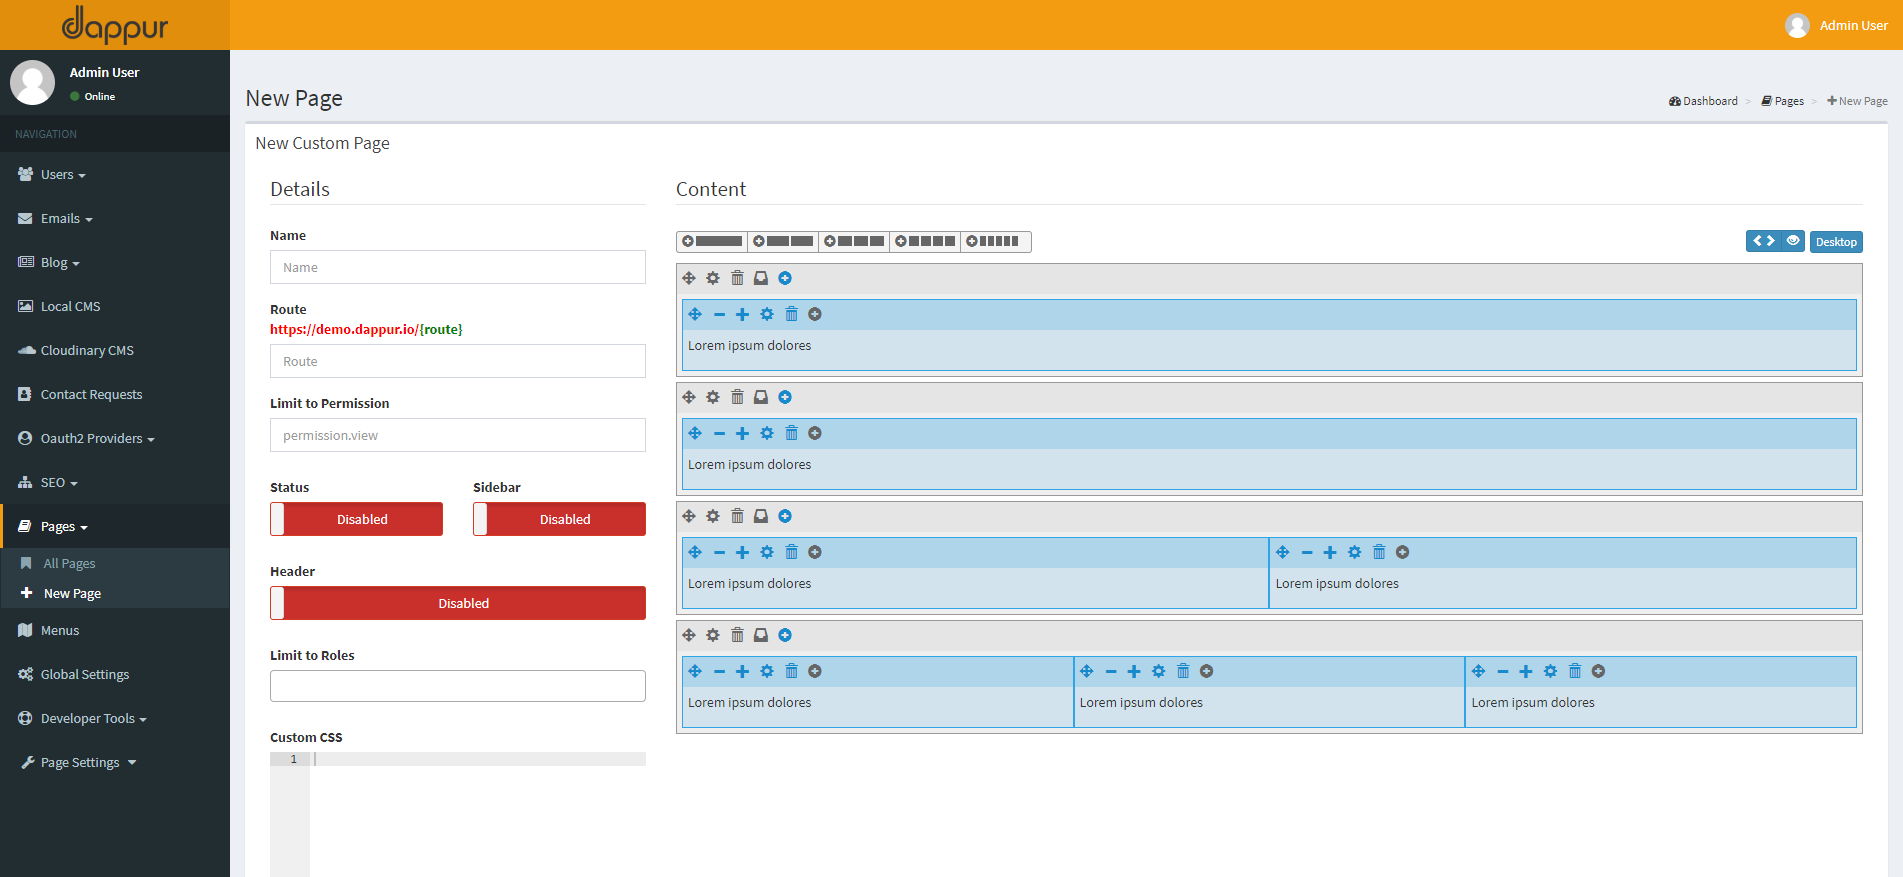 dappur
Admin User
Admin User
Online
NAVIGATION
Users
Emails
Blog
Local CMS
Cloudinary CMS
Contact Requests
Oauth2 Providers
SEO
Pages
All Pages
New Page
Menus
Global Settings
Developer Tools
Page Settings
New Page
Dashboard > Pages > New Page
New Custom Page
Details
Name
Name
Route
https://demo.dappur.io/{route}
Route
Limit to Permission
permission.view
Status Sidebar
Disabled Disabled
Header
Disabled
Limit to Roles
Custom CSS
1
Content
Desktop
Lorem ipsum dolores
Lorem ipsum dolores
Lorem ipsum dolores Lorem ipsum dolores
Lorem ipsum dolores Lorem ipsum dolores Lorem ipsum dolores